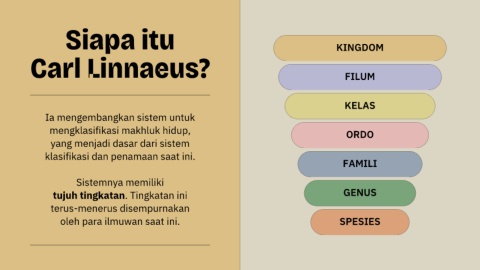 Siapa itu
Carl Linnaeus?
Ia mengembangkan sistem untuk
mengklasifikasi makhluk hidup,
yang menjadi dasar dari sistem
klasifikasi dan penamaan saat ini.
Sistemnya memiliki
tujuh tingkatan. Tingkatan ini
terus-menerus disempurnakan
oleh para ilmuwan saat ini.
KINGDOM
FILUM
KELAS
ORDO
FAMILI
GENUS
SPESIES